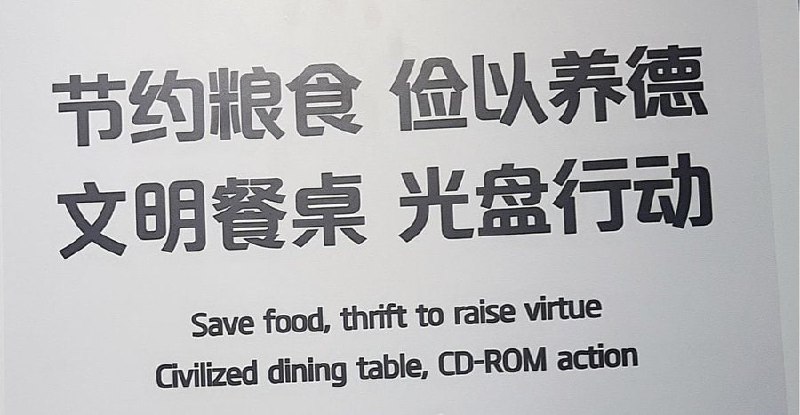 节约粮食 俭以养德
文明餐桌 光盘行动
Save food, thrift to raise virtue
Civilized dining table, CD-ROM action